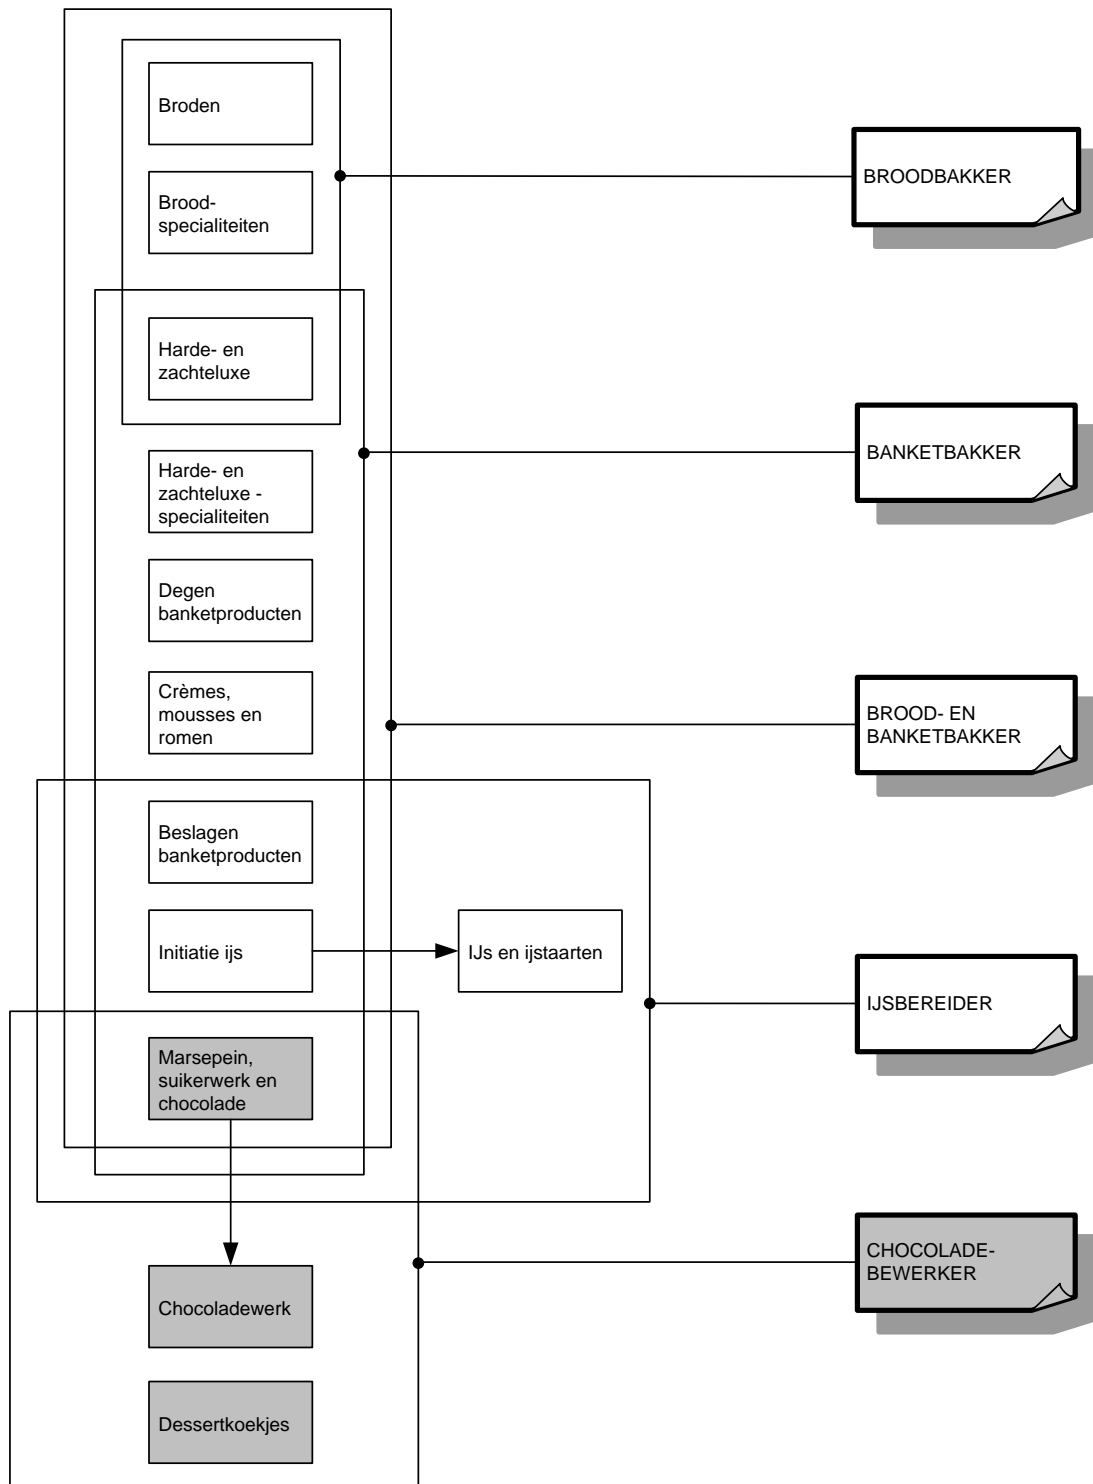 Broden
Brood-
specialiteiten
Harde- en
zachteluxe
Harde- en
zachteluxe -
specialiteiten
Degen
banketproducten
Crèmes,
mousses en
romen
Beslagen
banketproducten
Initiatie ijs
IJs en ijstaarten
Marsepein,
suikerwerk en
chocolade
Chocoladewerk
Dessertkoekjes
BROODBAKKER
BANKETBAKKER
BROOD- EN
BANKETBAKKER
IJSBEREIDER
CHOCOLADE-
BEWERKER